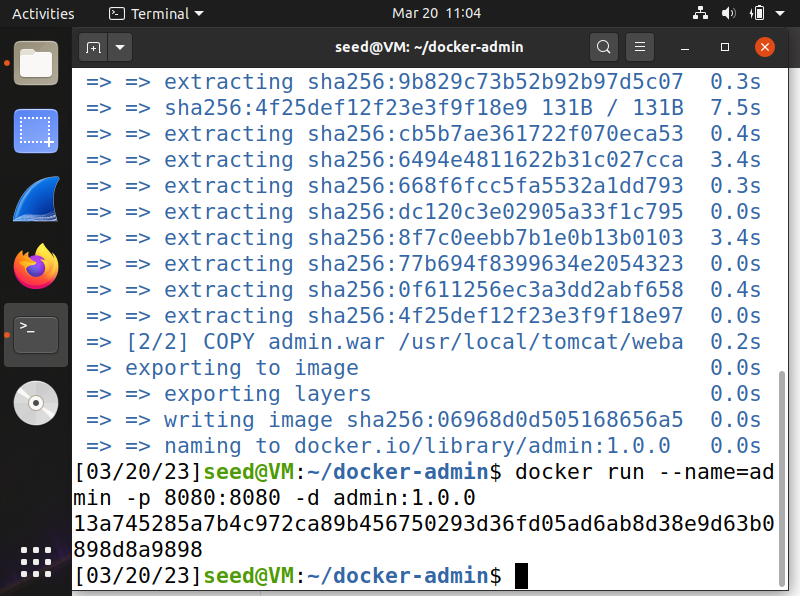 Activities
Terminal
Mar 20 11:04
seed@VM: ~/docker-admin
=> => extracting sha256:9b829c73b52b92b97d5c07 0.3s
=> => sha256:4f25def12f23e3f9f18e9 131B / 131B 7.5s
=> => extracting sha256:cb5b7ae361722f070eca53 0.4s
=> => extracting sha256:6494e4811622b31c027cca 3.4s
=> => extracting sha256:668f6fcc5fa5532a1dd793 0.3s
=> => extracting sha256:dc120c3e02905a33f1c795 0.0s
=> => extracting sha256:8f7c0eebb7b1e0b13b0103 3.4s
=> => extracting sha256:77b694f8399634e2054323 0.0s
=> => extracting sha256:0f611256ec3a3dd2abf658 0.4s
=> => extracting sha256:4f25def12f23e3f9f18e97 0.0s
=> [2/2] COPY admin.war /usr/local/tomcat/weba 0.2s
=> exporting to image 0.0s
=> => exporting layers 0.0s
=> => writing image sha256:06968d0d505168656a5 0.0s
=> => naming to docker.io/library/admin:1.0.0 0.0s
[03/20/23]seed@VM:~/docker-admin$ docker run --name=ad
min -p 8080:8080 -d admin:1.0.0
13a745285a7b4c972ca89b456750293d36fd05ad6ab8d38e9d63b0
898d8a9898
[03/20/23]seed@VM:~/docker-admin$